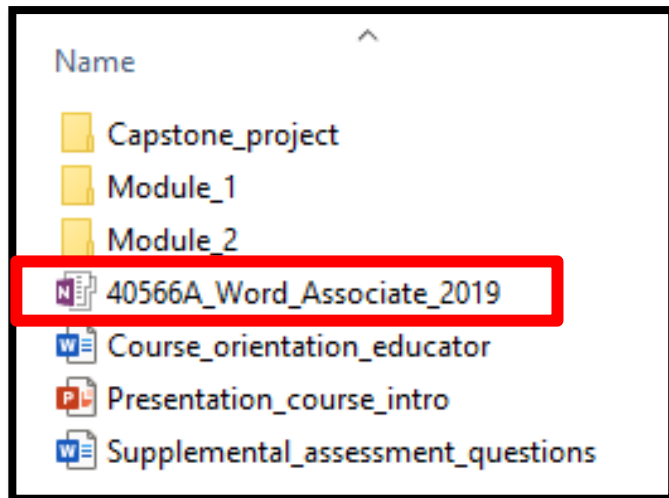 Name
Capstone_project
Module_1
Module_2
40566A_Word_Associate_2019
Course_orientation_educator
Presentation_course_intro
Supplemental_assessment_questions